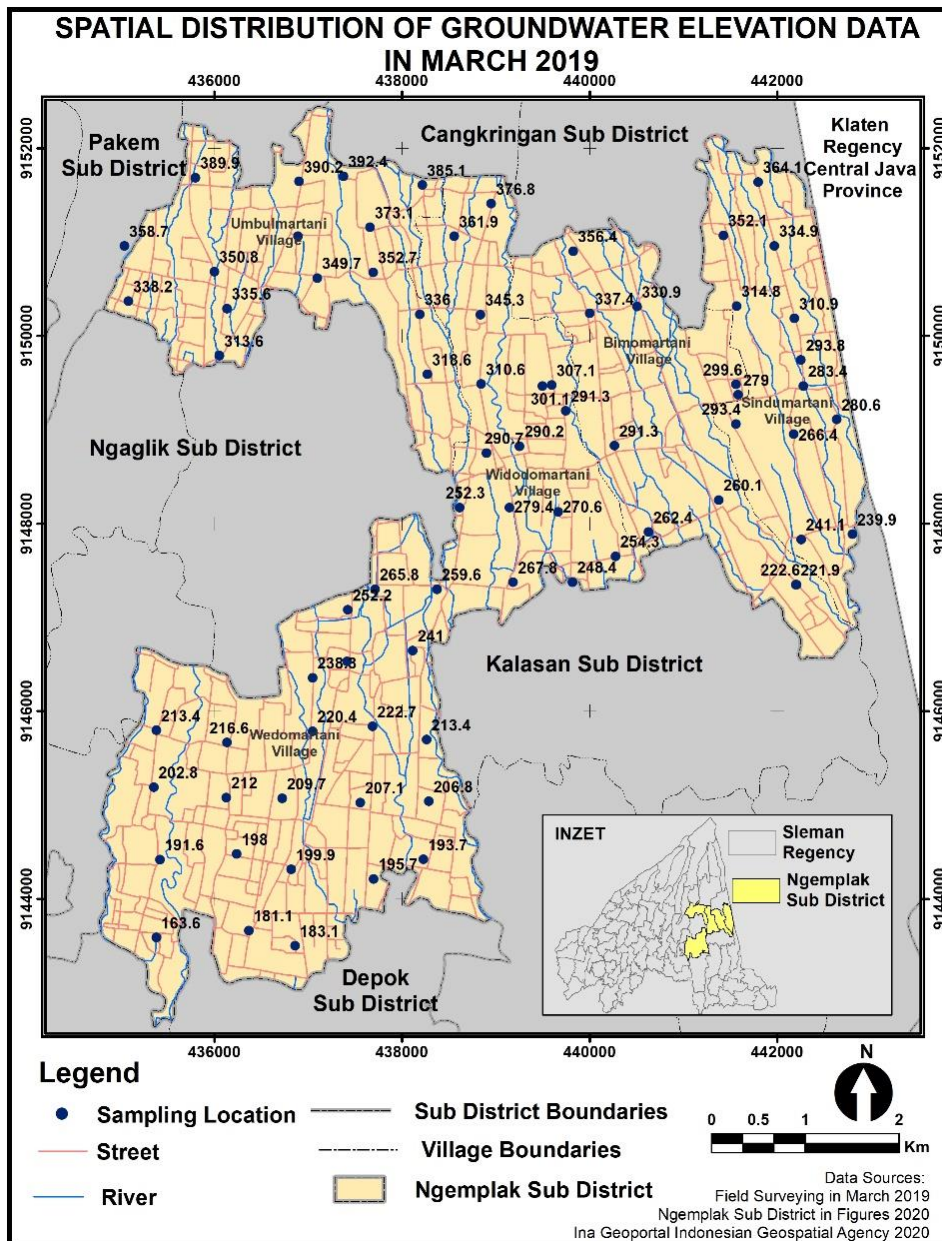 SPATIAL DISTRIBUTION OF GROUNDWATER ELEVATION DATA
IN MARCH 2019
436000
438000
440000
442000
9152000
9150000
9148000
9146000
9144000
9152000
9150000
9148000
9146000
9144000
Pakem
Sub District
Cangkringan Sub District
Klaten
Regency
Central Java
Province
389.9
390.2
392.4
385.1
376.8
364.1
358.7
Umbulmartani
Village
373.1
361.9
356.4
352.1
334.9
350.8
349.7
352.7
338.2
335.6
336
345.3
337.4
330.9
314.8
310.9
313.6
Bimomartani
Village
293.8
318.6
310.6
307.1
301.1
291.3
299.6
279
283.4
Sindumartani
Village
293.4
280.6
266.4
Ngaglik Sub District
290.7
290.2
291.3
Widodomartani
Village
252.3
279.4
270.6
260.1
262.4
254.3
241.1
239.9
265.8
259.6
267.8
248.4
222.6
221.9
252.2
241
238.8
Kalasan Sub District
213.4
216.6
220.4
222.7
213.4
Wedomartani
Village
202.8
212
209.7
207.1
206.8
191.6
198
199.9
195.7
193.7
163.6
181.1
183.1
Depok
Sub District
INZET
Sleman
Regency
Ngemplak
Sub District
436000
438000
440000
442000
Legend
Sampling Location
Street
River
Sub District Boundaries
Village Boundaries
Ngemplak Sub District
N
0 0.5 1 2
Km
Data Sources:
Field Surveying in March 2019
Ngemplak Sub District in Figures 2020
Ina Geoportal Indonesian Geospatial Agency 2020